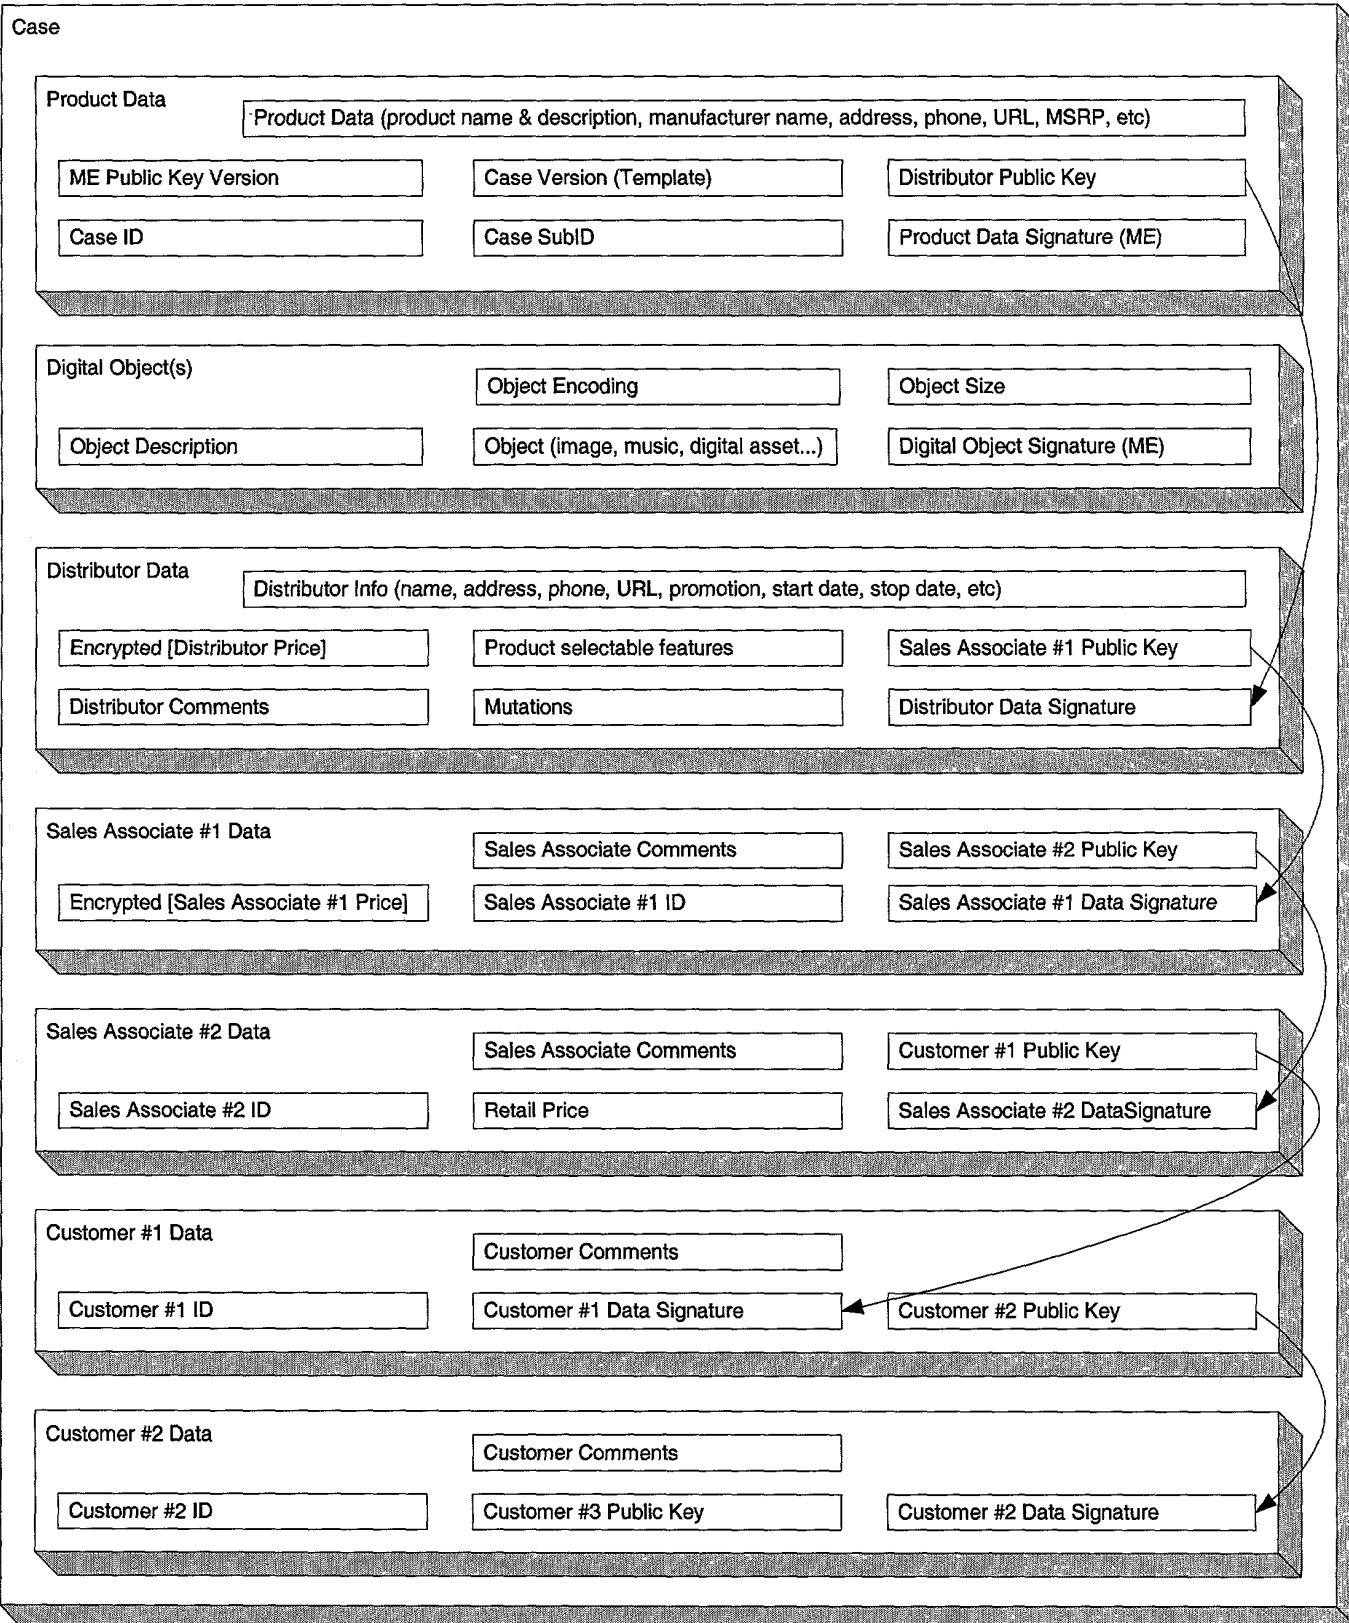 Case
Product Data
Product Data (product name & description, manufacturer name, address, phone, URL, MSRP, etc)
ME Public Key Version
Case Version (Template)
Distributor Public Key
Case ID
Case SubID
Product Data Signature (ME)
Digital Object(s)
Object Encoding
Object Size
Object Description
Object (image, music, digital asset...)
Digital Object Signature (ME)
Distributor Data
Distributor Info (name, address, phone, URL, promotion, start date, stop date, etc)
Encrypted [Distributor Price]
Product selectable features
Sales Associate #1 Public Key
Distributor Comments
Mutations
Distributor Data Signature
Sales Associate #1 Data
Sales Associate Comments
Sales Associate #2 Public Key
Encrypted [Sales Associate #1 Price]
Sales Associate #1 ID
Sales Associate #1 Data Signature
Sales Associate #2 Data
Sales Associate Comments
Customer #1 Public Key
Sales Associate #2 ID
Retail Price
Sales Associate #2 DataSignature
Customer #1 Data
Customer Comments
Customer #1 ID
Customer #1 Data Signature
Customer #2 Public Key
Customer #2 Data
Customer Comments
Customer #2 ID
Customer #3 Public Key
Customer #2 Data Signature